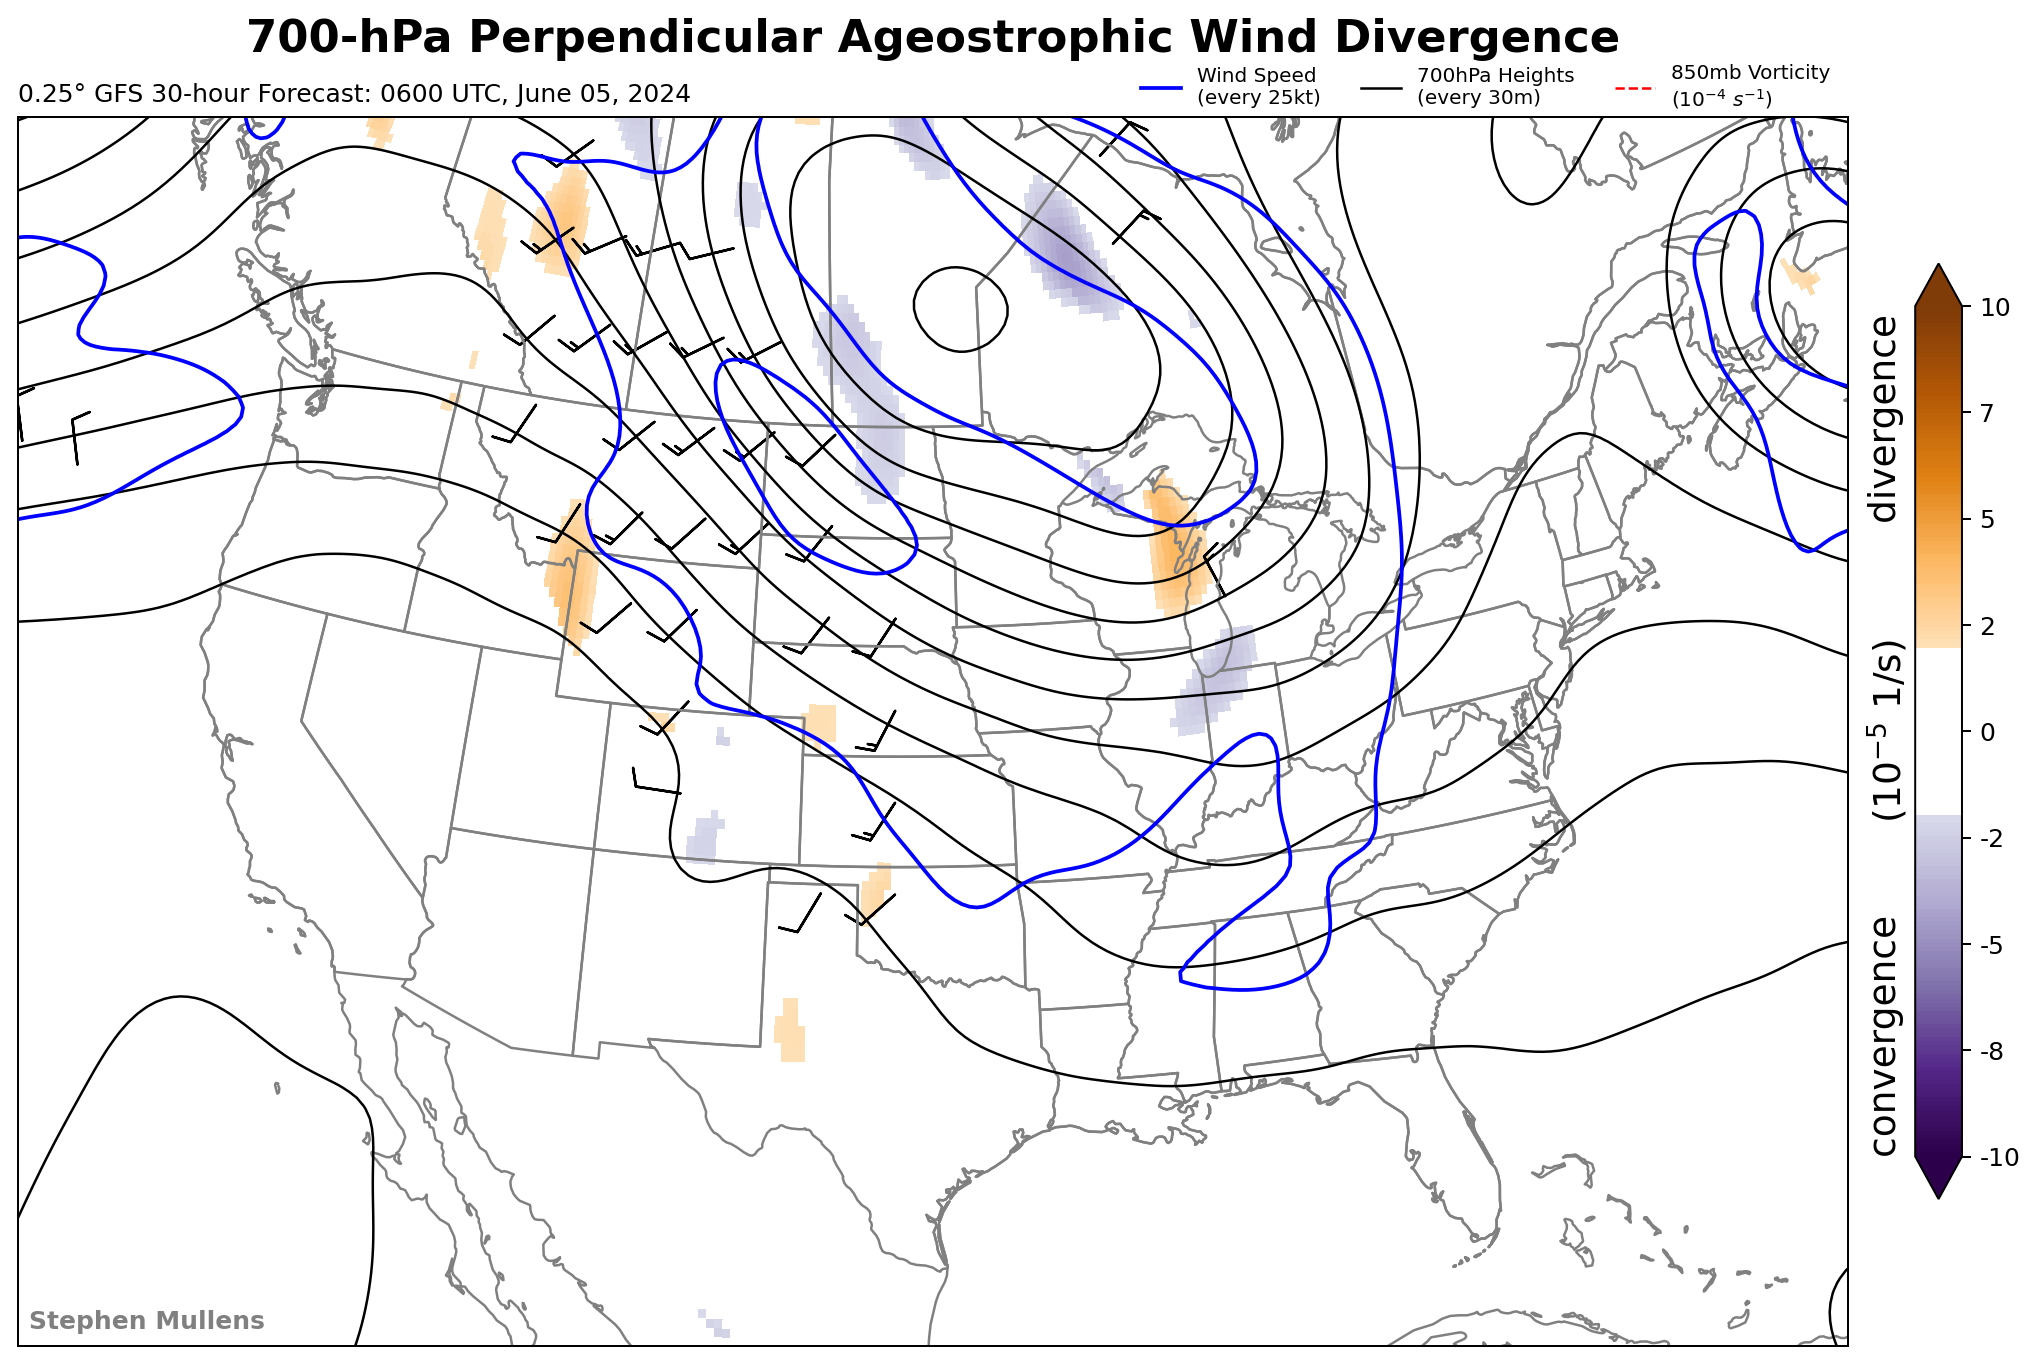 700-hPa Perpendicular Ageostrophic Wind Divergence
0.25° GFS 30-hour Forecast: 0600 UTC, June 05, 2024
Wind Speed
(every 25kt)
700hPa Heights
(every 30m)
850mb Vorticity
(10⁻⁴ s⁻¹)
10
7
5
2
0
-2
-5
-8
-10
convergence (10⁻⁵ 1/s) divergence
Stephen Mullens